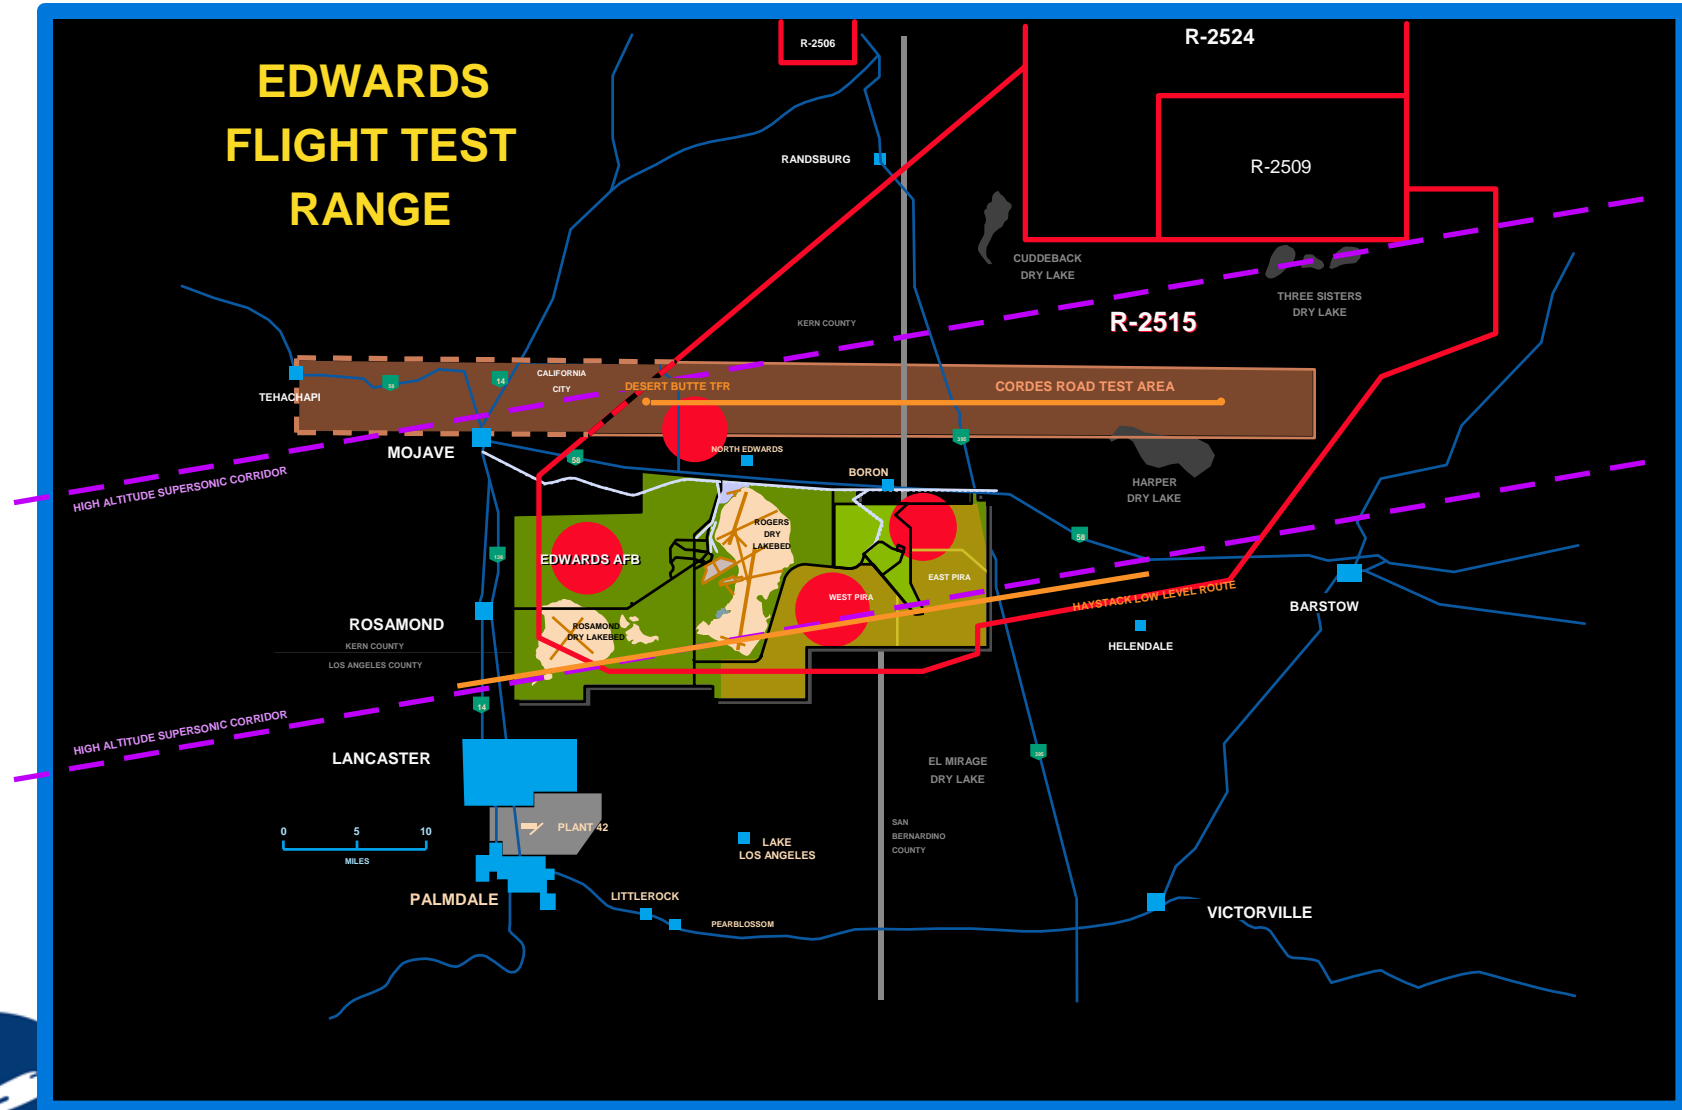 EDWARDS
FLIGHT TEST
RANGE
R-2506
R-2524
R-2509
RANDSBURG
CUDDEBACK
DRY LAKE
THREE SISTERS
DRY LAKE
R-2515
KERN COUNTY
CALIFORNIA
CITY
14
58
DESERT BUTTE TFR
CORDES ROAD TEST AREA
TEHACHAPI
MOJAVE
58
395
NORTH EDWARDS
BORON
HARPER
DRY LAKE
HIGH ALTITUDE SUPERSONIC CORRIDOR
ROGERS
DRY
LAKEBED
58
138
EDWARDS AFB
EAST PIRA
WEST PIRA
HAYSTACK LOW LEVEL ROUTE
BARSTOW
ROSAMOND
ROSAMOND
DRY LAKEBED
KERN COUNTY
LOS ANGELES COUNTY
HELENDALE
14
HIGH ALTITUDE SUPERSONIC CORRIDOR
LANCASTER
EL MIRAGE
DRY LAKE
395
PLANT 42
0 5 10
MILES
LAKE
LOS ANGELES
SAN
BERNARDINO
COUNTY
PALMDALE
LITTLEROCK
PEARBLOSSOM
VICTORVILLE